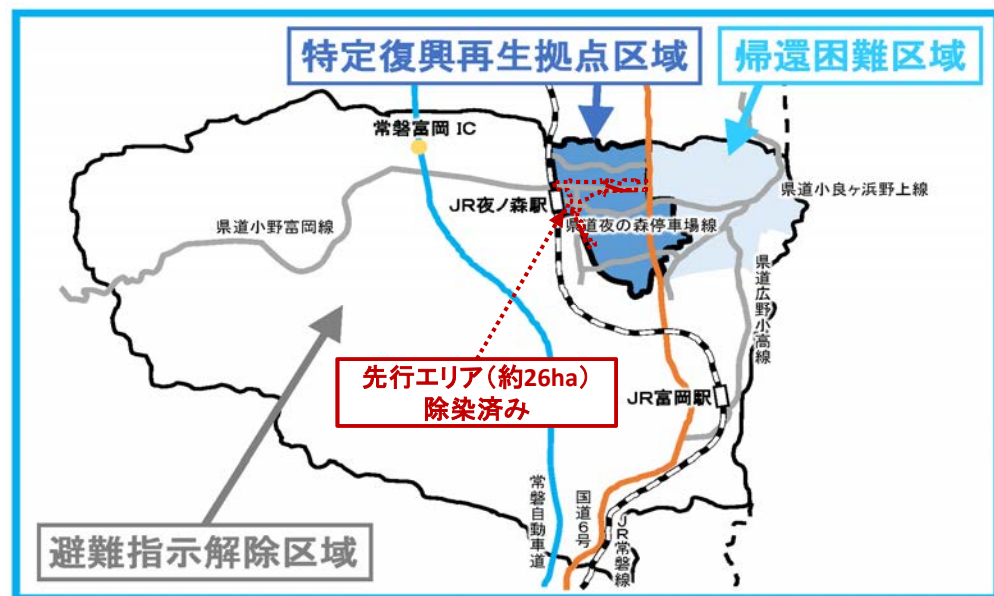 特定復興再生拠点区域
帰還困難区域
常磐富岡 IC
JR夜ノ森駅
県道小良ヶ浜野上線
県道小野富岡線
県道夜の森停車場線
県道広野小高線
先行エリア(約26ha)
除染済み
JR富岡駅
避難指示解除区域
常磐自動車道
国道6号
JR常磐線